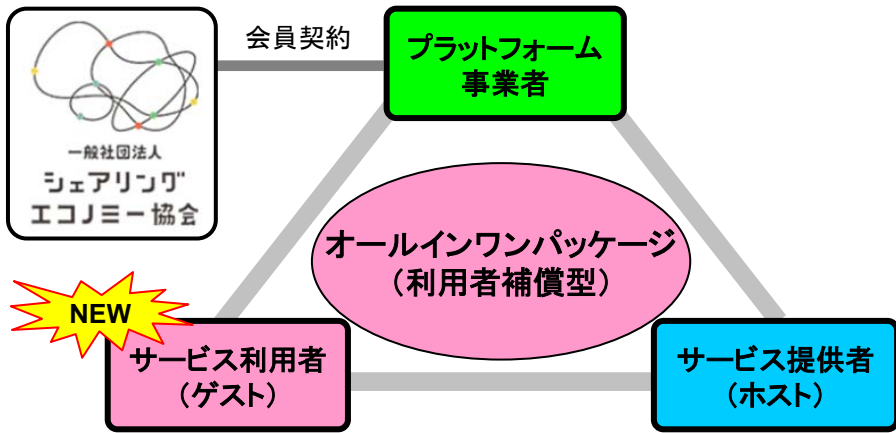 会員契約
プラットフォーム
事業者
一般社団法人
シェアリング
エコノミー協会
オールインワンパッケージ
（利用者補償型）
NEW
サービス利用者
（ゲスト）
サービス提供者
（ホスト）